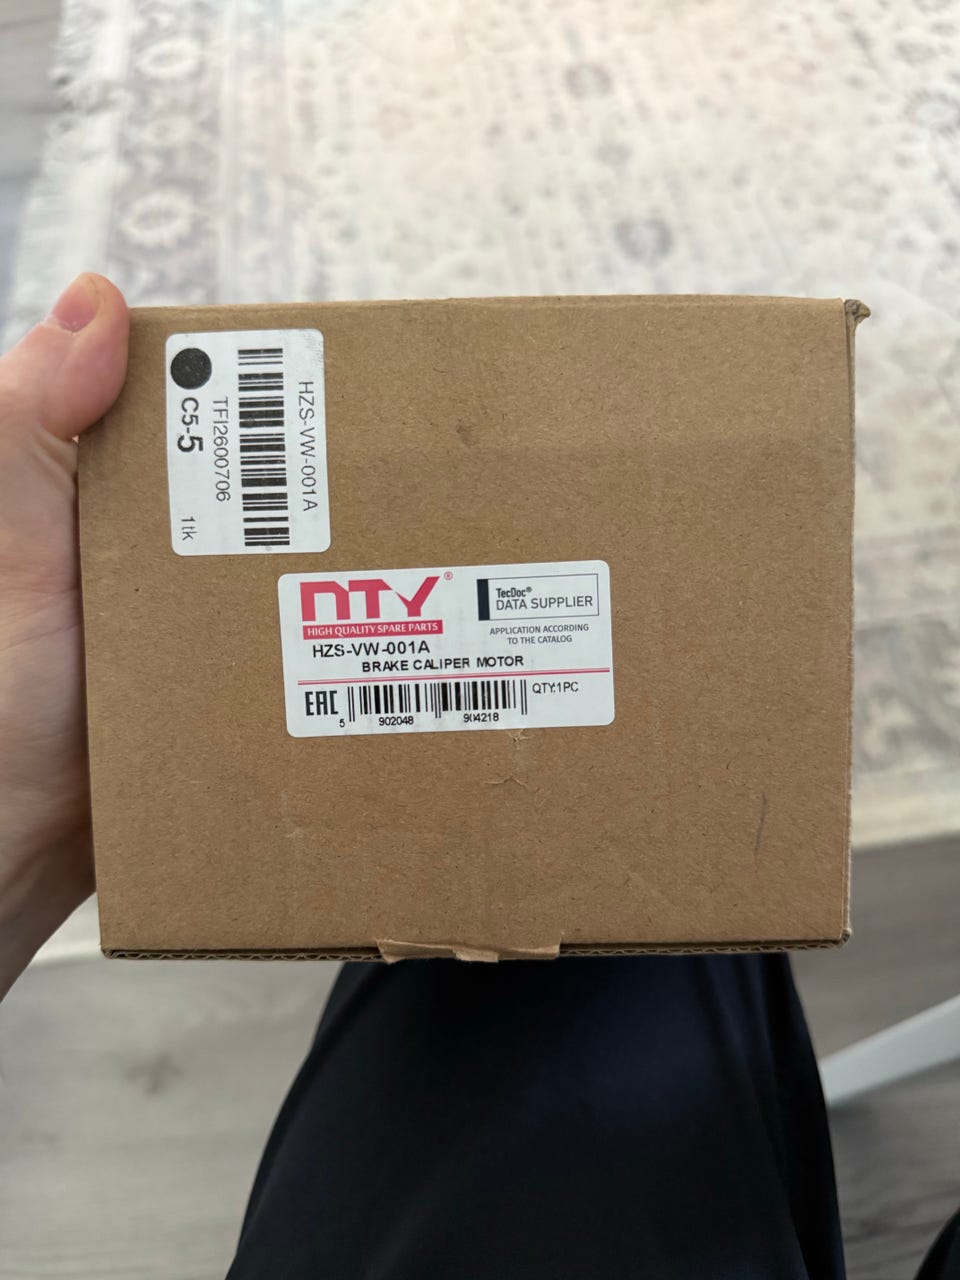 HZS-VW-001A
TFI2600706
C5-5 1tk
NTY®
HIGH QUALITY SPARE PARTS
TecDoc®
DATA SUPPLIER
APPLICATION ACCORDING
TO THE CATALOG
HZS-VW-001A
BRAKE CALIPER MOTOR
EAC
QTY:1PC
5 902048 904218